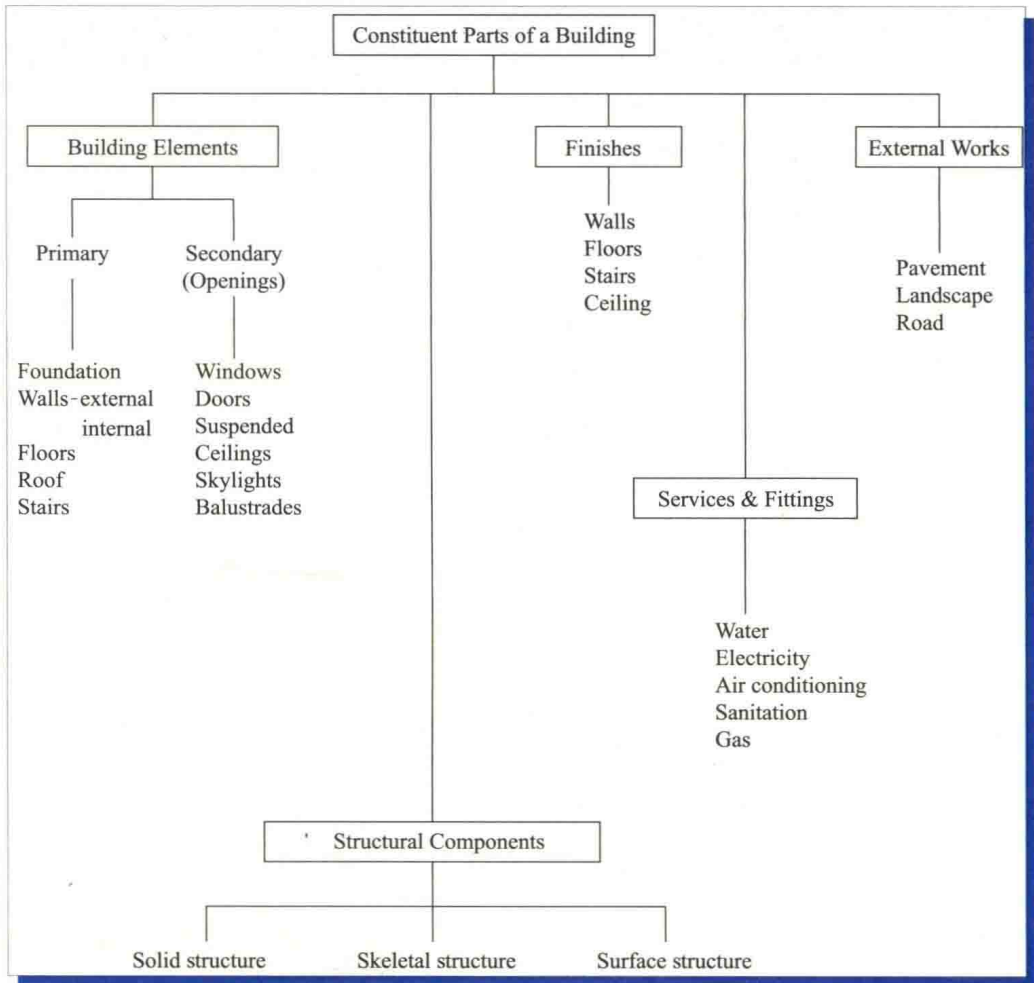 Constituent Parts of a Building
Building Elements
Finishes
External Works
Primary
Secondary
(Openings)
Walls
Floors
Stairs
Ceiling
Pavement
Landscape
Road
Foundation
Walls-external
internal
Floors
Roof
Stairs
Windows
Doors
Suspended
Ceilings
Skylights
Balustrades
Services & Fittings
Water
Electricity
Air conditioning
Sanitation
Gas
Structural Components
Solid structure
Skeletal structure
Surface structure